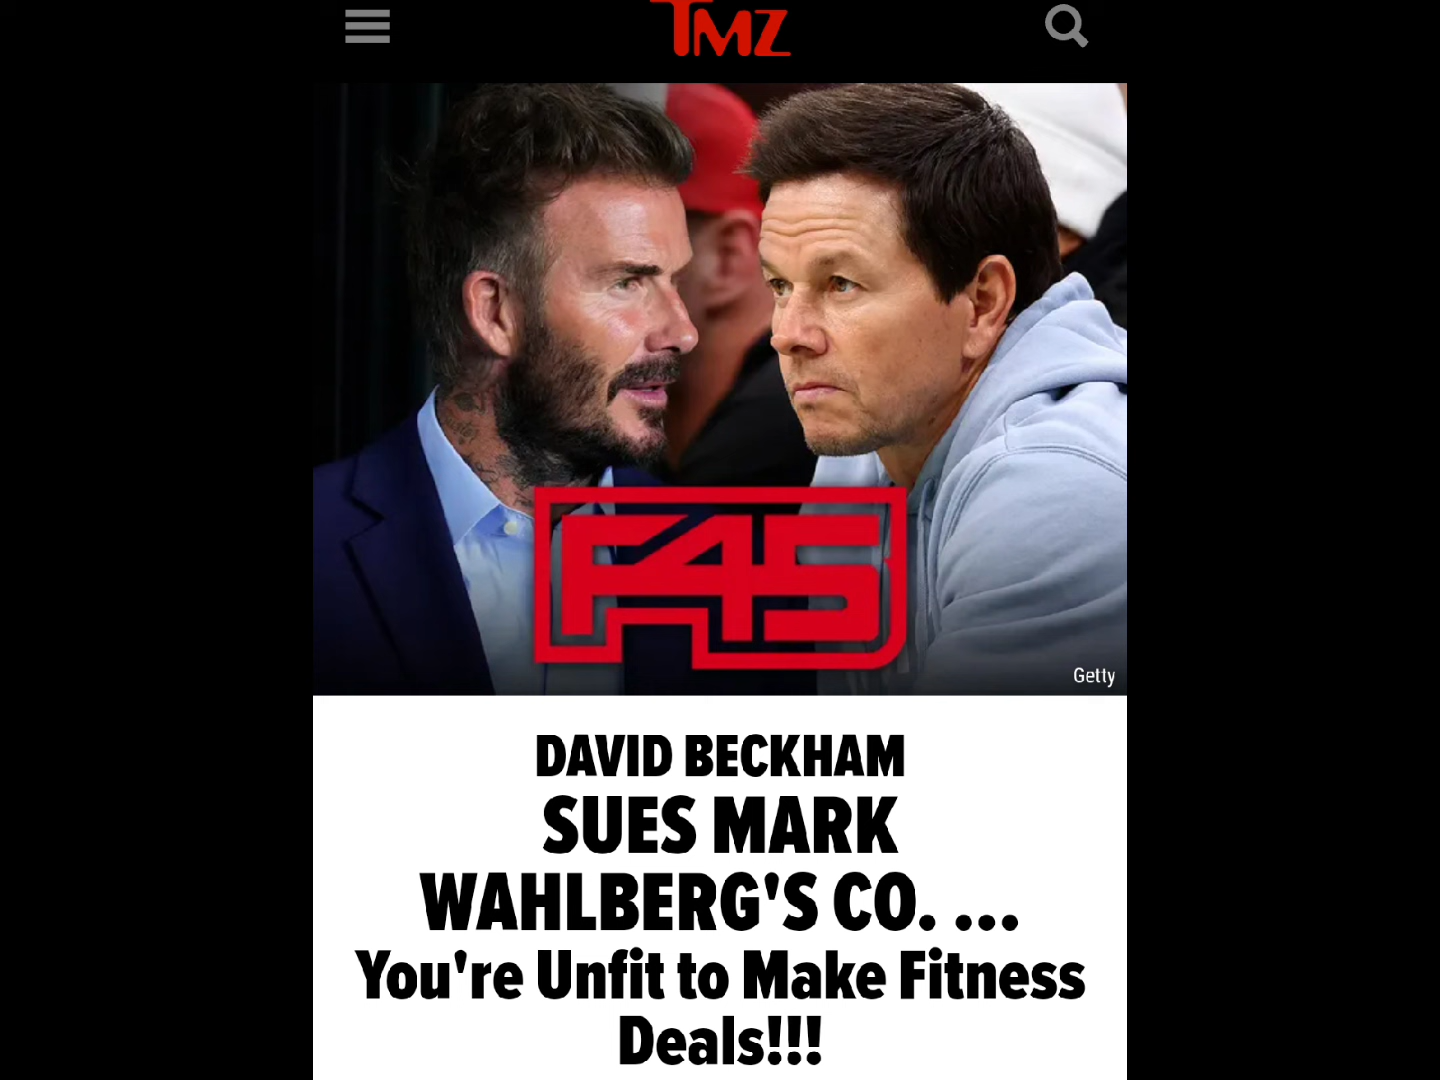 TMZ
F45
Getty
DAVID BECKHAM
SUES MARK
WAHLBERG'S CO. ...
You're Unfit to Make Fitness
Deals!!!